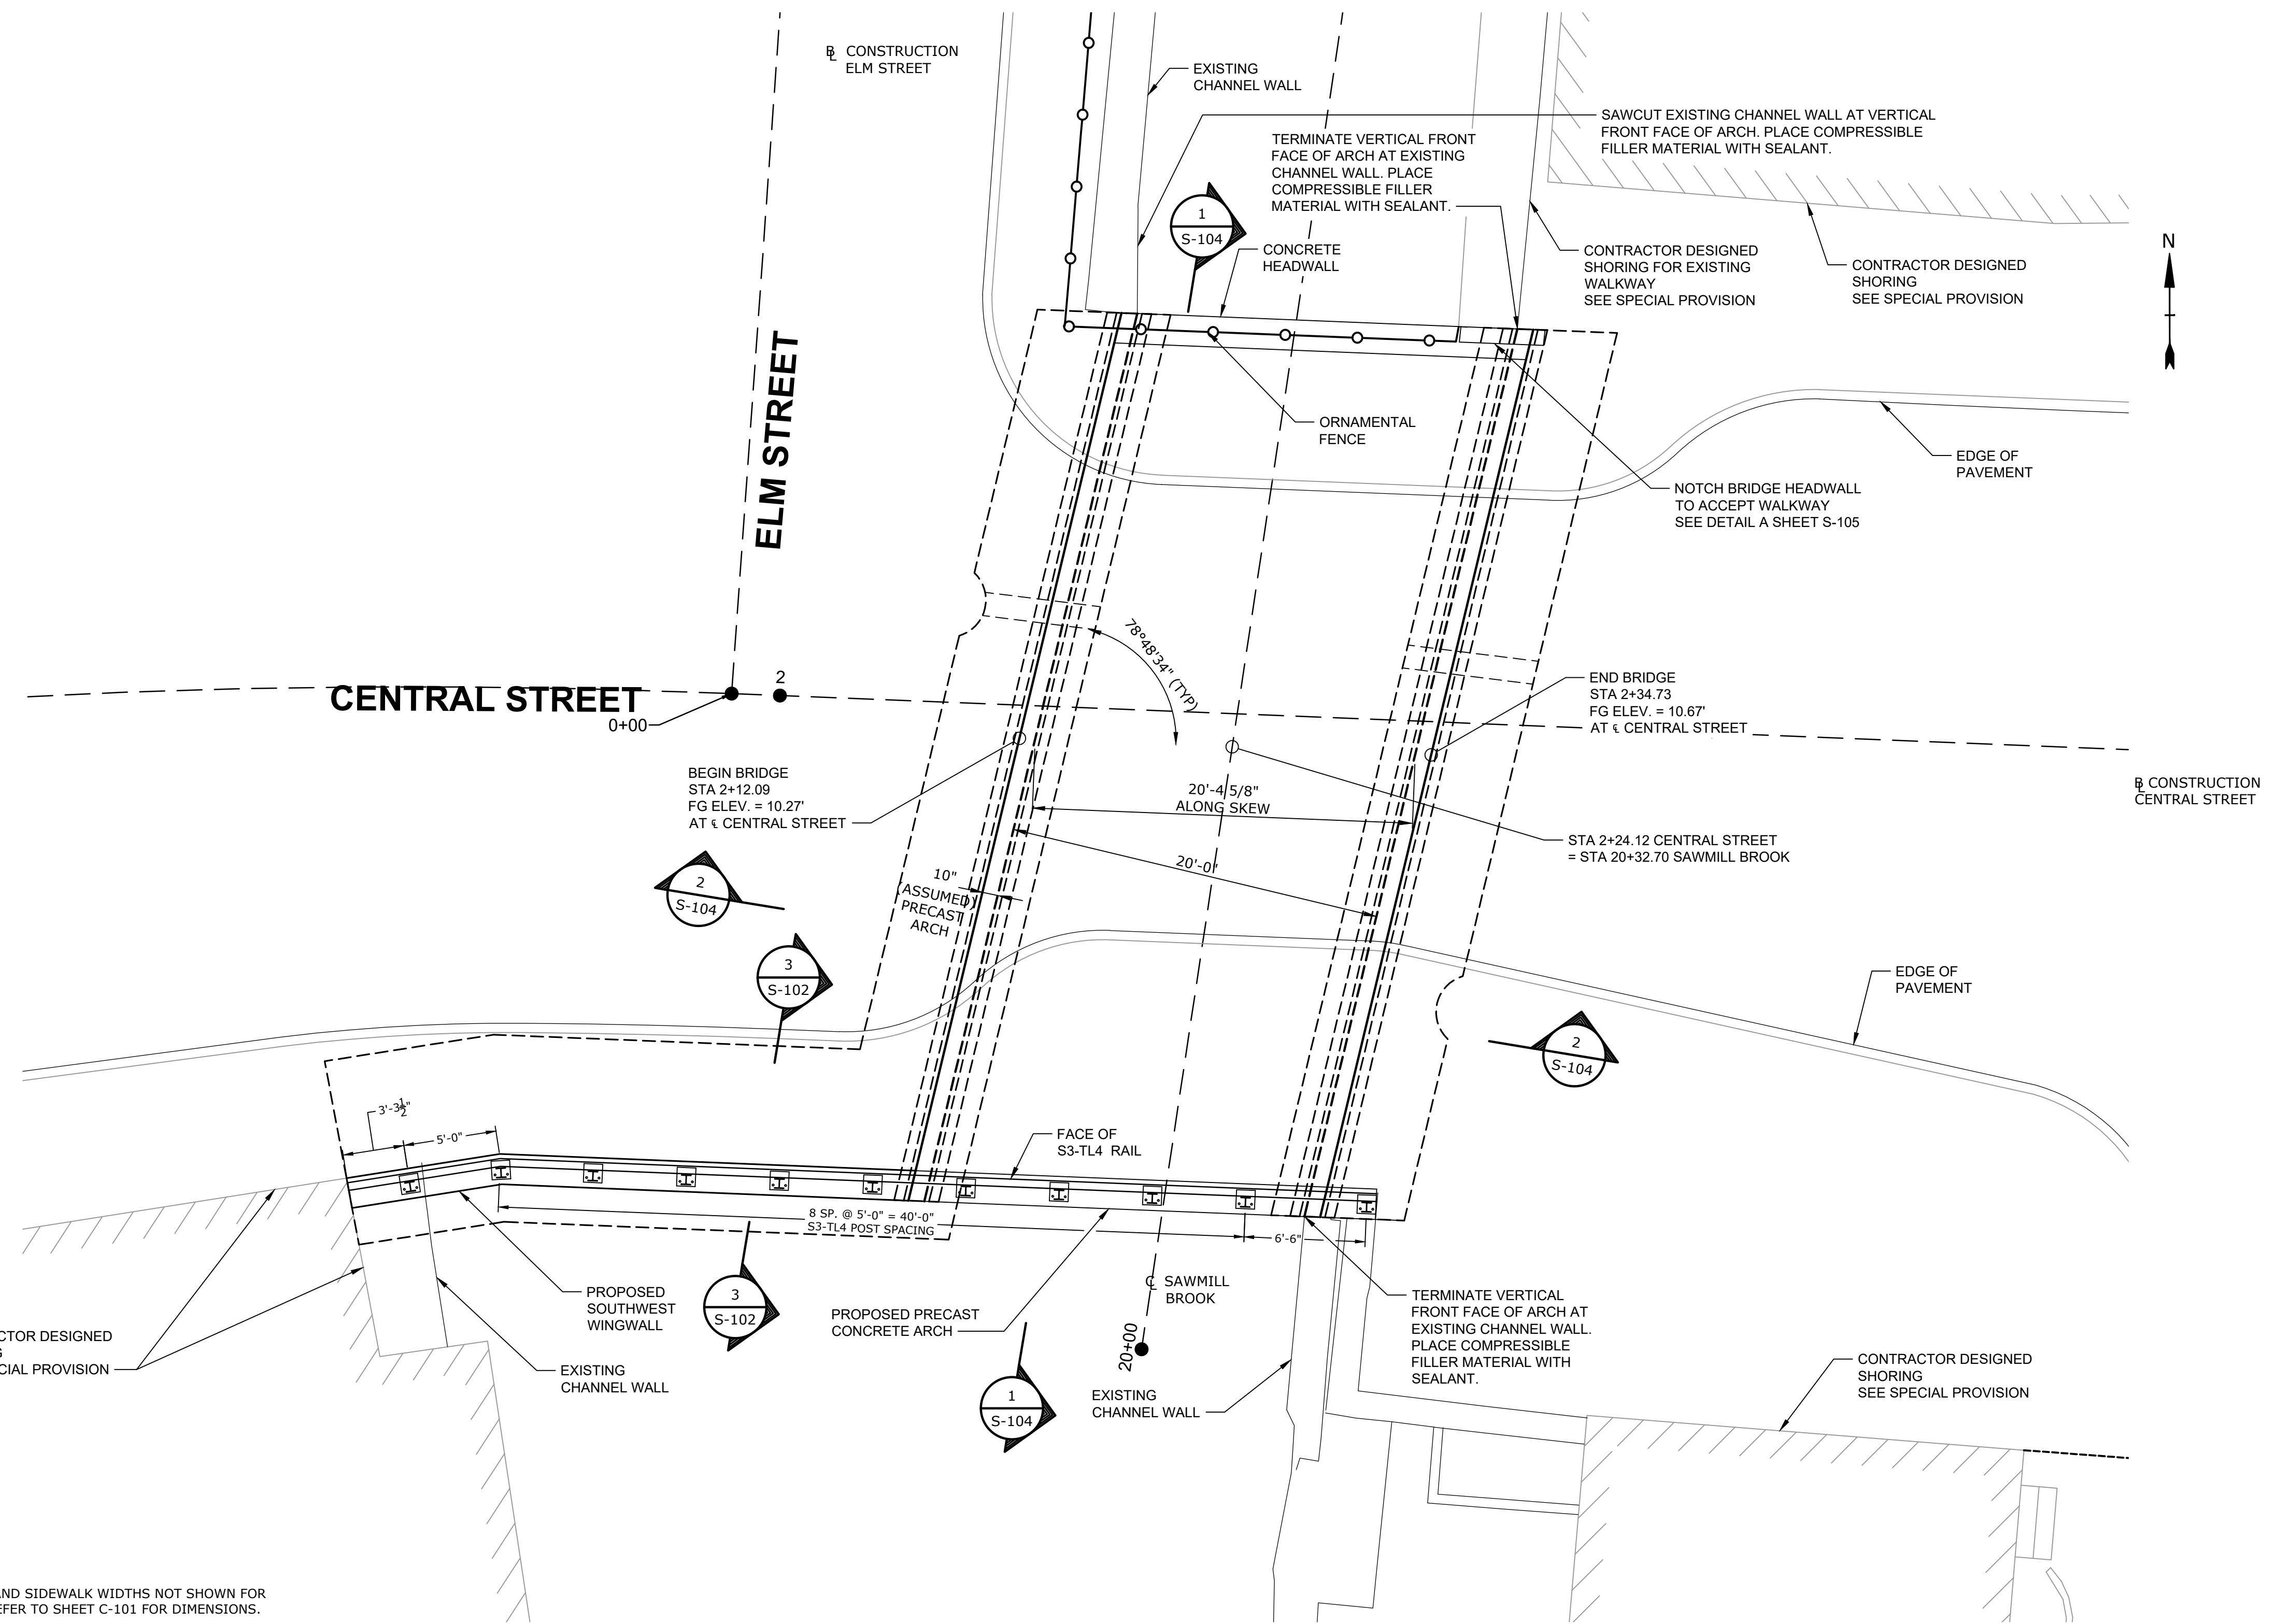 ℄ CONSTRUCTION
ELM STREET
EXISTING
CHANNEL WALL
SAWCUT EXISTING CHANNEL WALL AT VERTICAL
FRONT FACE OF ARCH. PLACE COMPRESSIBLE
FILLER MATERIAL WITH SEALANT.
TERMINATE VERTICAL FRONT
FACE OF ARCH AT EXISTING
CHANNEL WALL. PLACE
COMPRESSIBLE FILLER
MATERIAL WITH SEALANT.
1
S-104
CONCRETE
HEADWALL
CONTRACTOR DESIGNED
SHORING FOR EXISTING
WALKWAY
SEE SPECIAL PROVISION
CONTRACTOR DESIGNED
SHORING
SEE SPECIAL PROVISION
N
ELM STREET
ORNAMENTAL
FENCE
EDGE OF
PAVEMENT
NOTCH BRIDGE HEADWALL
TO ACCEPT WALKWAY
SEE DETAIL A SHEET S-105
78°48'34" (TYP)
CENTRAL STREET
2
0+00
END BRIDGE
STA 2+34.73
FG ELEV. = 10.67'
AT ℄ CENTRAL STREET
BEGIN BRIDGE
STA 2+12.09
FG ELEV. = 10.27'
AT ℄ CENTRAL STREET
20'-4 5/8"
ALONG SKEW
BL CONSTRUCTION
CENTRAL STREET
STA 2+24.12 CENTRAL STREET
= STA 20+32.70 SAWMILL BROOK
20'-0"
10"
(ASSUMED)
PRECAST
ARCH
2
S-104
3
S-102
EDGE OF
PAVEMENT
2
S-104
3'-3 1/2"
5'-0"
FACE OF
S3-TL4 RAIL
8 SP. @ 5'-0" = 40'-0"
S3-TL4 POST SPACING
6'-6"
℄ SAWMILL
BROOK
PROPOSED
SOUTHWEST
WINGWALL
3
S-102
PROPOSED PRECAST
CONCRETE ARCH
TERMINATE VERTICAL
FRONT FACE OF ARCH AT
EXISTING CHANNEL WALL.
PLACE COMPRESSIBLE
FILLER MATERIAL WITH
SEALANT.
20+00
CTOR DESIGNED
G
CIAL PROVISION
EXISTING
CHANNEL WALL
1
S-104
EXISTING
CHANNEL WALL
CONTRACTOR DESIGNED
SHORING
SEE SPECIAL PROVISION
AND SIDEWALK WIDTHS NOT SHOWN FOR
EFER TO SHEET C-101 FOR DIMENSIONS.